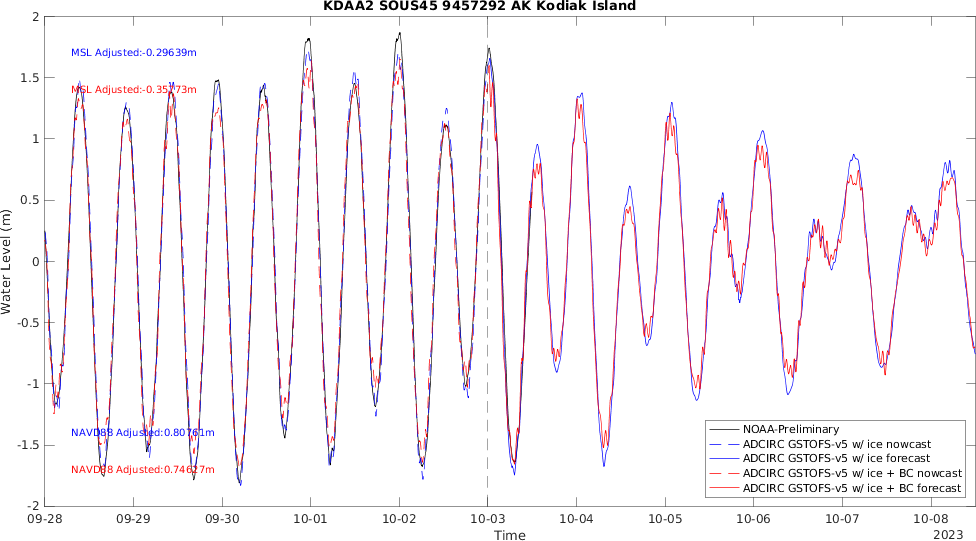 KDAA2 SOUS45 9457292 AK Kodiak Island
2
1.5
1
0.5
0
-0.5
-1
-1.5
-2
Water Level (m)
MSL Adjusted:-0.29639m
MSL Adjusted:-0.35773m
NAVD88 Adjusted:0.80761m
NAVD88 Adjusted:0.74627m
NOAA-Preliminary
ADCIRC GSTOFS-v5 w/ ice nowcast
ADCIRC GSTOFS-v5 w/ ice forecast
ADCIRC GSTOFS-v5 w/ ice + BC nowcast
ADCIRC GSTOFS-v5 w/ ice + BC forecast
09-28 09-29 09-30 10-01 10-02 10-03 10-04 10-05 10-06 10-07 10-08
Time
2023